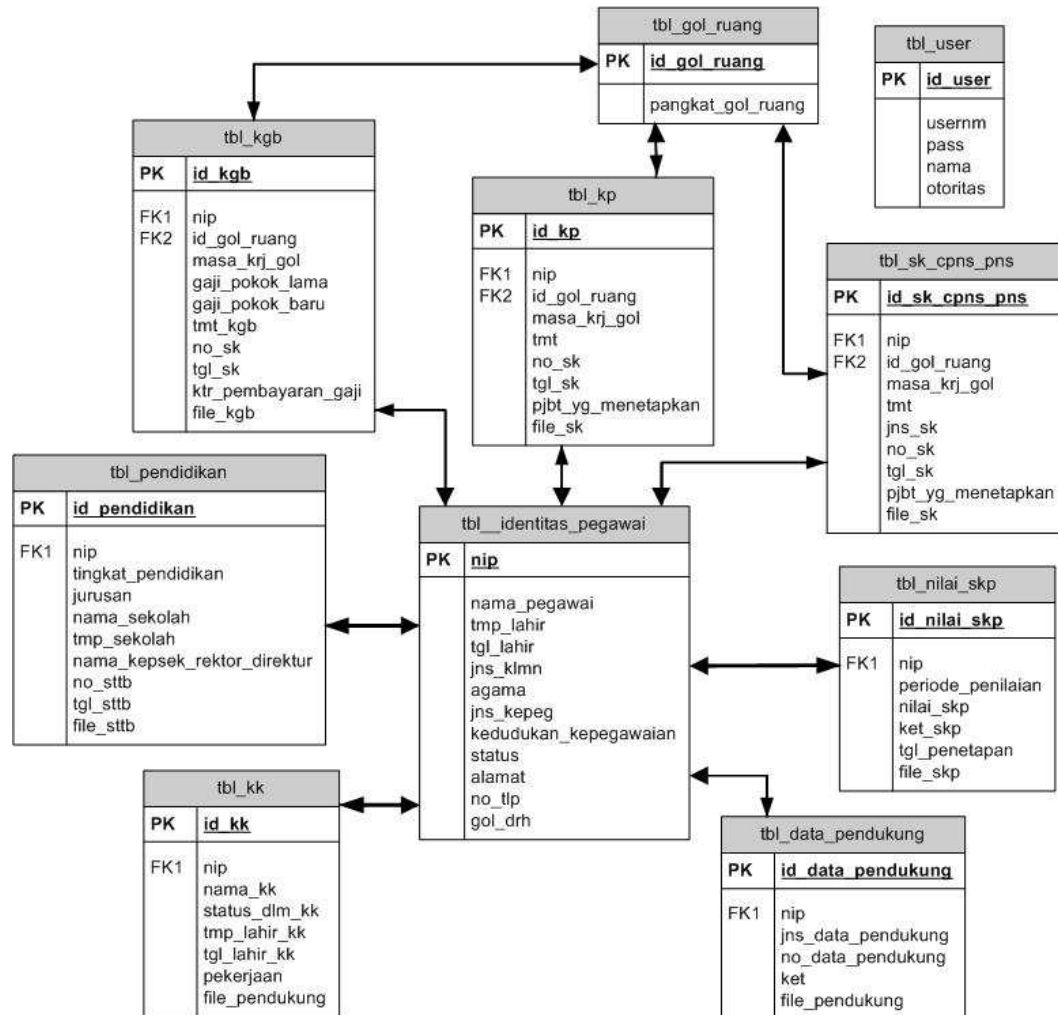 tbl_gol_ruang
PK id_gol_ruang
pangkat_gol_ruang
tbl_user
PK id_user
usernm
pass
nama
otoritas
tbl_kgb
PK id_kgb
FK1 nip
FK2 id_gol_ruang
masa_krj_gol
gaji_pokok_lama
gaji_pokok_baru
tmt_kgb
no_sk
tgl_sk
ktr_pembayaran_gaji
file_kgb
tbl_kp
PK id_kp
FK1 nip
FK2 id_gol_ruang
masa_krj_gol
tmt
no_sk
tgl_sk
pjbt_yg_menetapkan
file_sk
tbl_sk_cpns_pns
PK id_sk_cpns_pns
FK1 nip
FK2 id_gol_ruang
masa_krj_gol
tmt
jns_sk
no_sk
tgl_sk
pjbt_yg_menetapkan
file_sk
tbl_pendidikan
PK id_pendidikan
FK1 nip
tingkat_pendidikan
jurusan
nama_sekolah
tmp_sekolah
nama_kepsek_rektor_direktur
no_sttb
tgl_sttb
file_sttb
tbl__identitas_pegawai
PK nip
nama_pegawai
tmp_lahir
tgl_lahir
jns_klmn
agama
jns_kepeg
kedudukan_kepegawaian
status
alamat
no_tlp
gol_drh
tbl_nilai_skp
PK id_nilai_skp
FK1 nip
periode_penilaian
nilai_skp
ket_skp
tgl_penetapan
file_skp
tbl_kk
PK id_kk
FK1 nip
nama_kk
status_dlm_kk
tmp_lahir_kk
tgl_lahir_kk
pekerjaan
file_pendukung
tbl_data_pendukung
PK id_data_pendukung
FK1 nip
jns_data_pendukung
no_data_pendukung
ket
file_pendukung